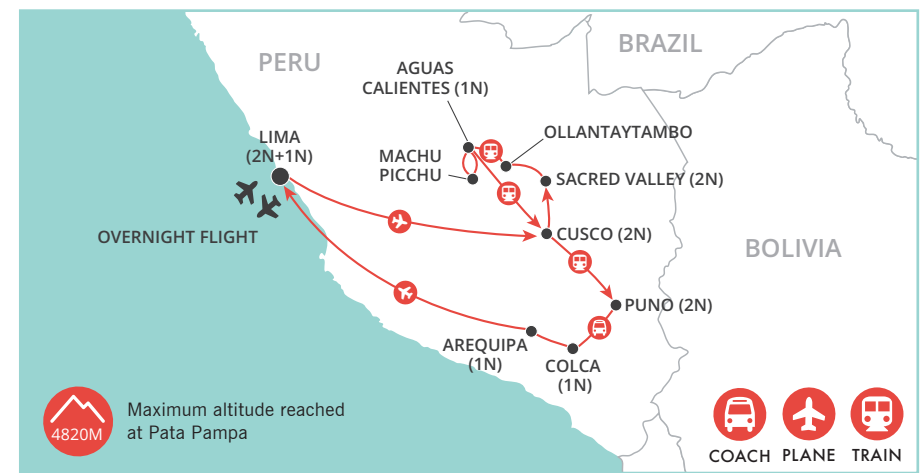 PERU
BRAZIL
AGUAS
CALIENTES (1N)
LIMA
(2N+1N)
OLLANTAYTAMBO
MACHU
PICCHU
SACRED VALLEY (2N)
OVERNIGHT FLIGHT
CUSCO (2N)
BOLIVIA
PUNO (2N)
AREQUIPA
(1N)
COLCA
(1N)
4820M
Maximum altitude reached
at Pata Pampa
COACH PLANE TRAIN